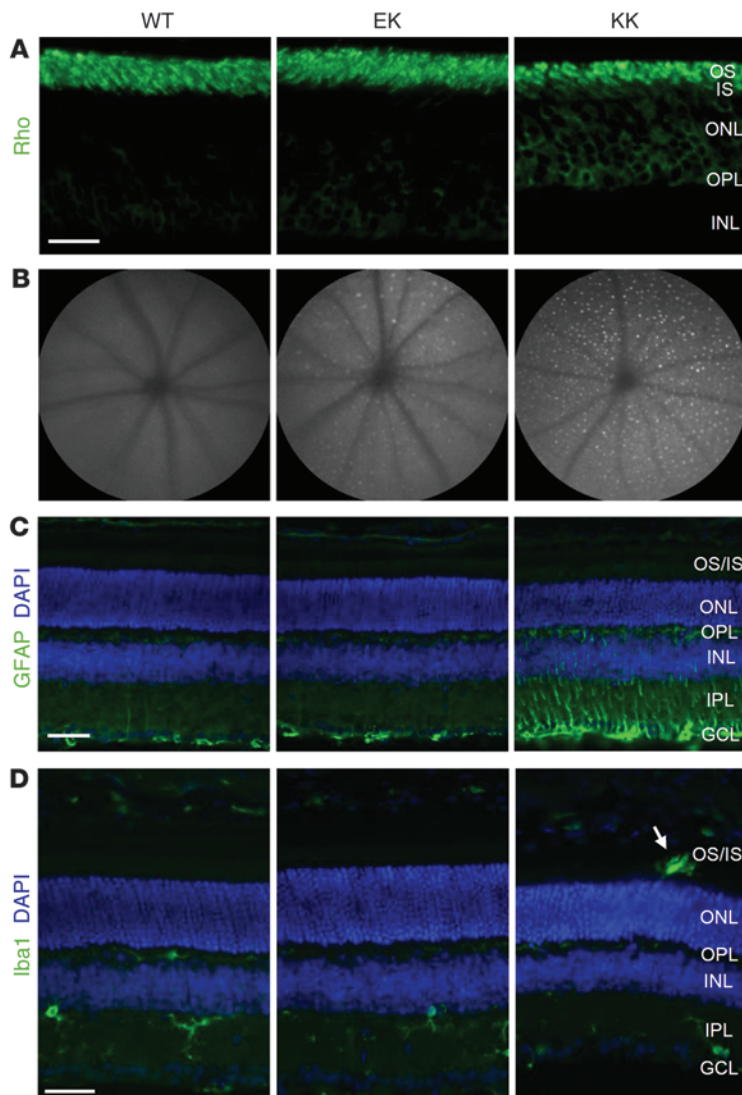 WT EK KK
A
Rho
OS
IS
ONL
OPL
INL
B
C
GFAP DAPI
OS/IS
ONL
OPL
INL
IPL
GCL
D
Iba1 DAPI
OS/IS
ONL
OPL
INL
IPL
GCL